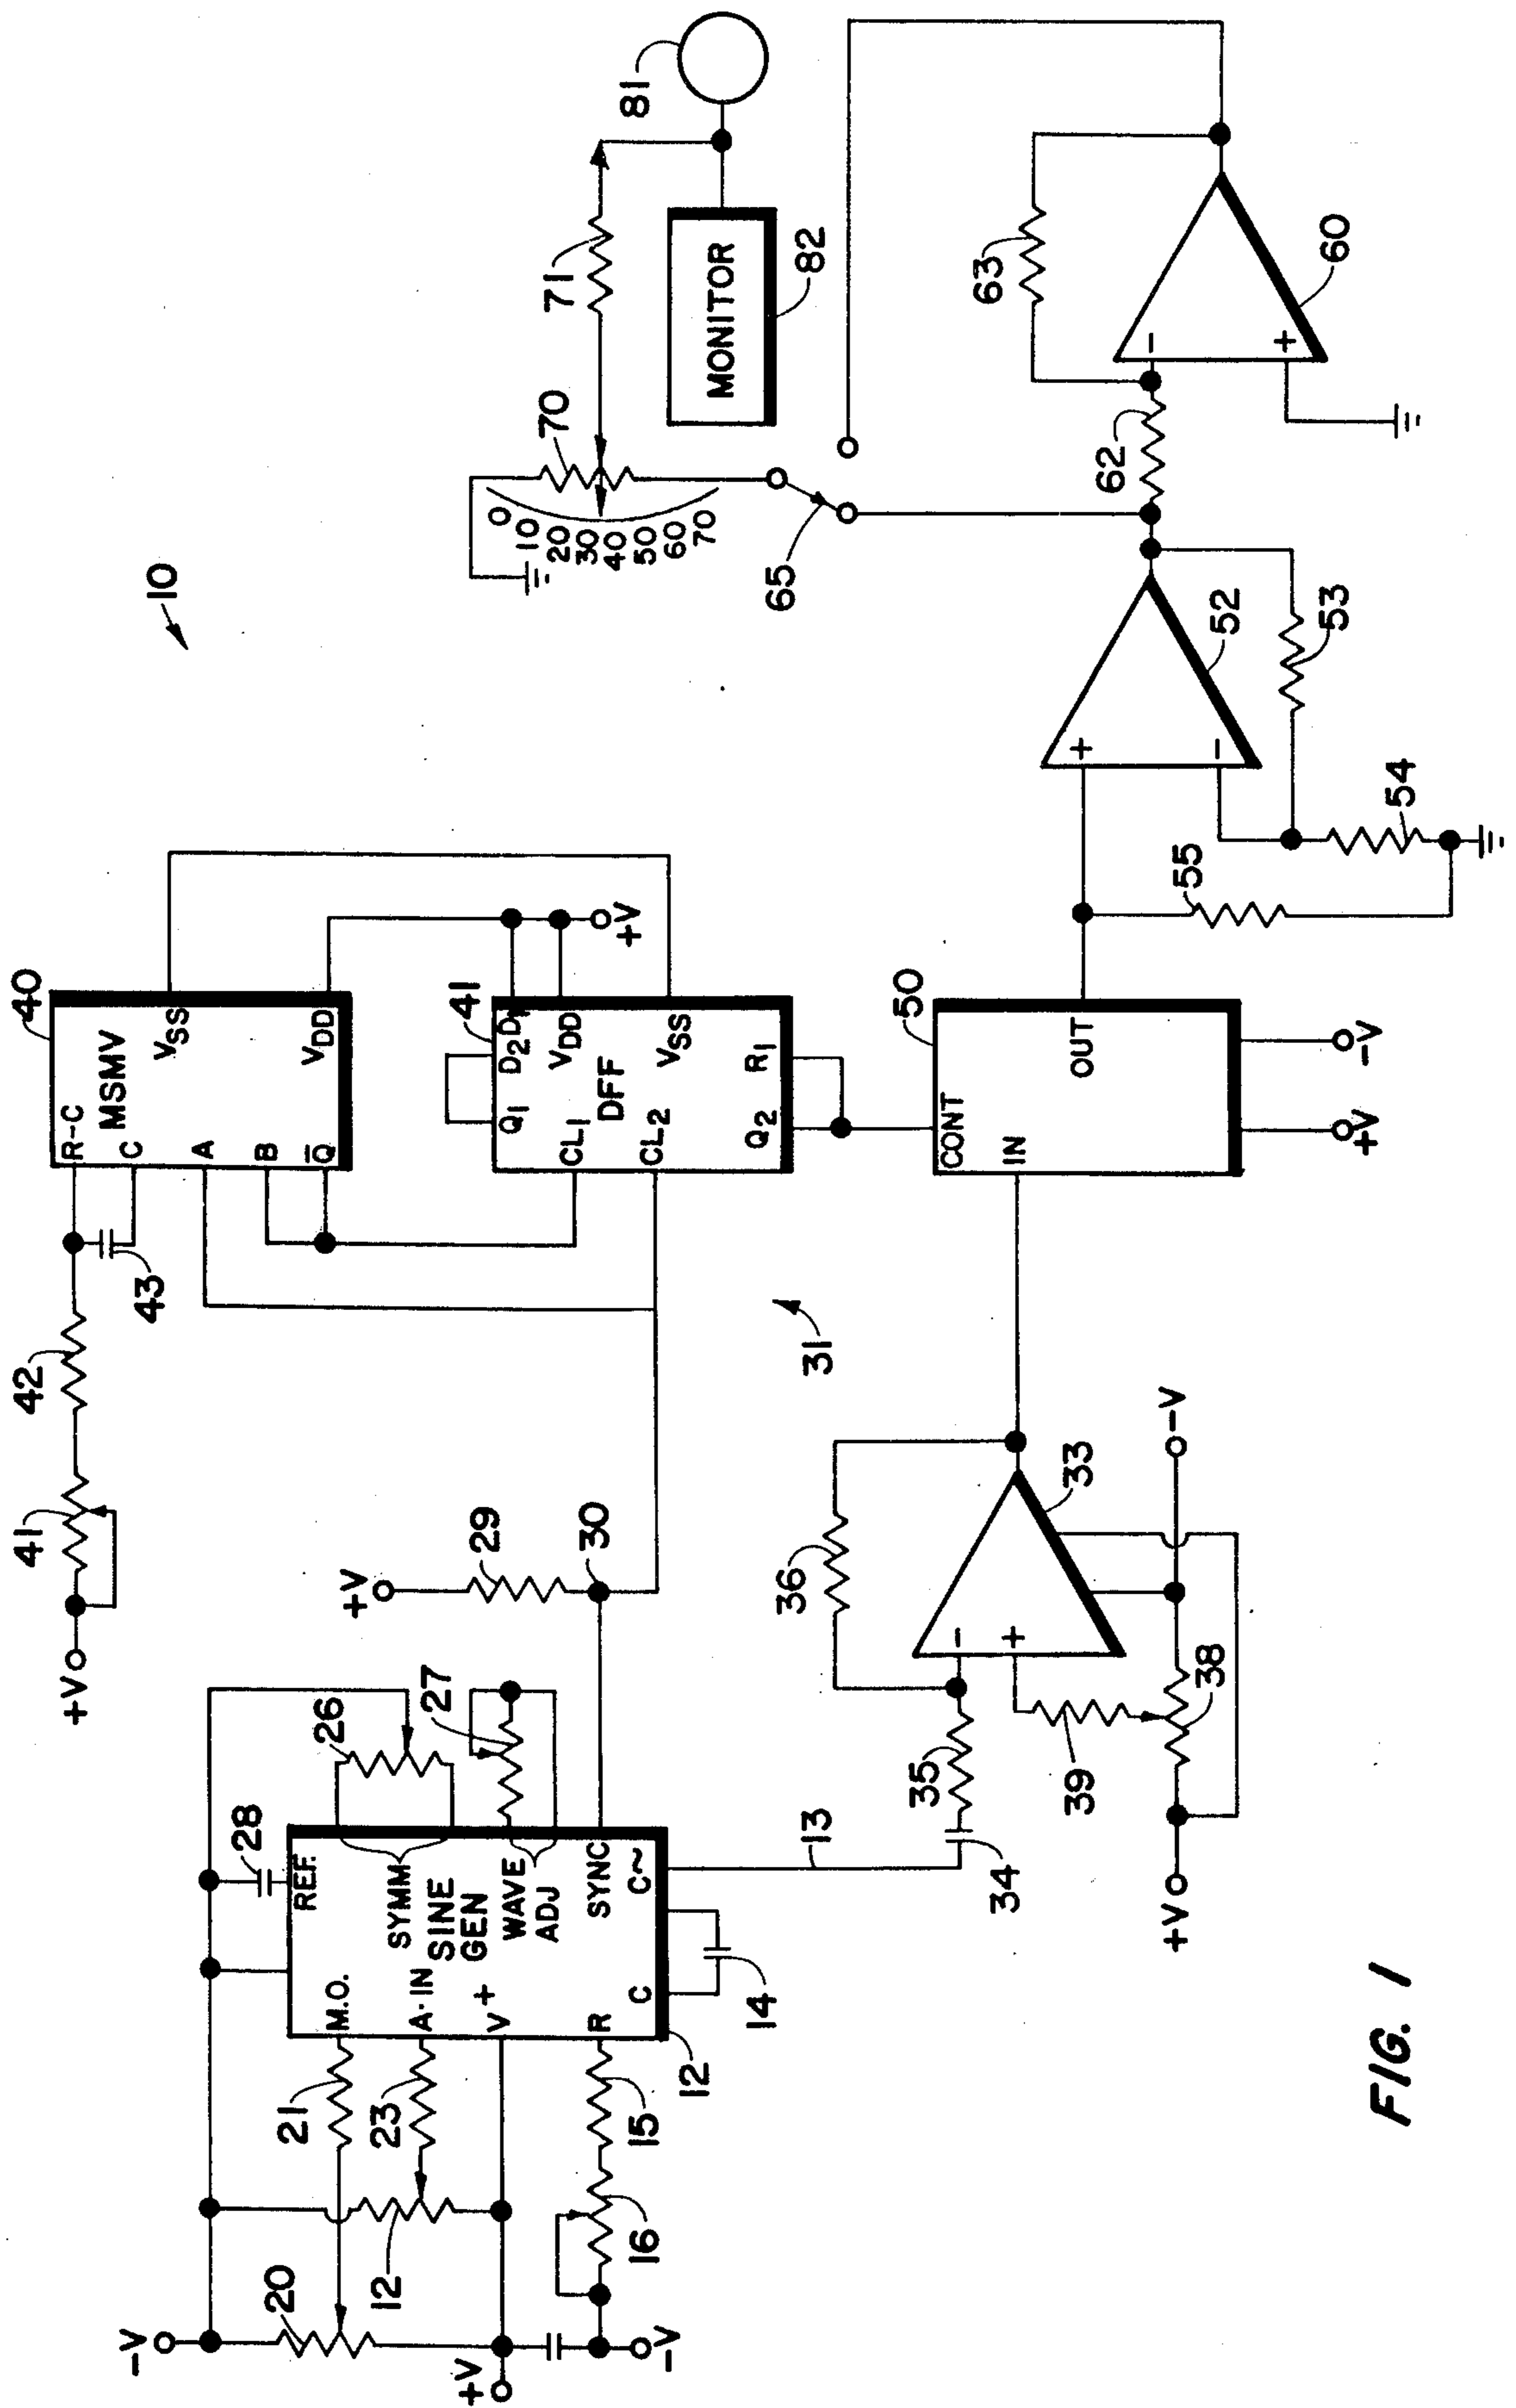 10
-V
20
12
+V
-V
16
21
23
15
M.O.
A-IN
V+
R
12
REF.
SYMM
SINE
GEN
WAVE
ADJ
SYNC
C
C~
14
28
26
27
13
+V
29
30
+V
41
42
43
R-C
C
A
B
Q̅
MSMV
VSS
VDD
40
Q1
D2
D1
VDD
DFF
CL1
CL2
VSS
Q2
R1
41
+V
31
34
35
36
-
+
33
39
38
+V
-V
CONT
IN
OUT
50
+V
-V
55
54
+
-
52
53
62
63
-
+
60
65
0
10
20
30
40
50
60
70
70
71
MONITOR
82
81
FIG. 1